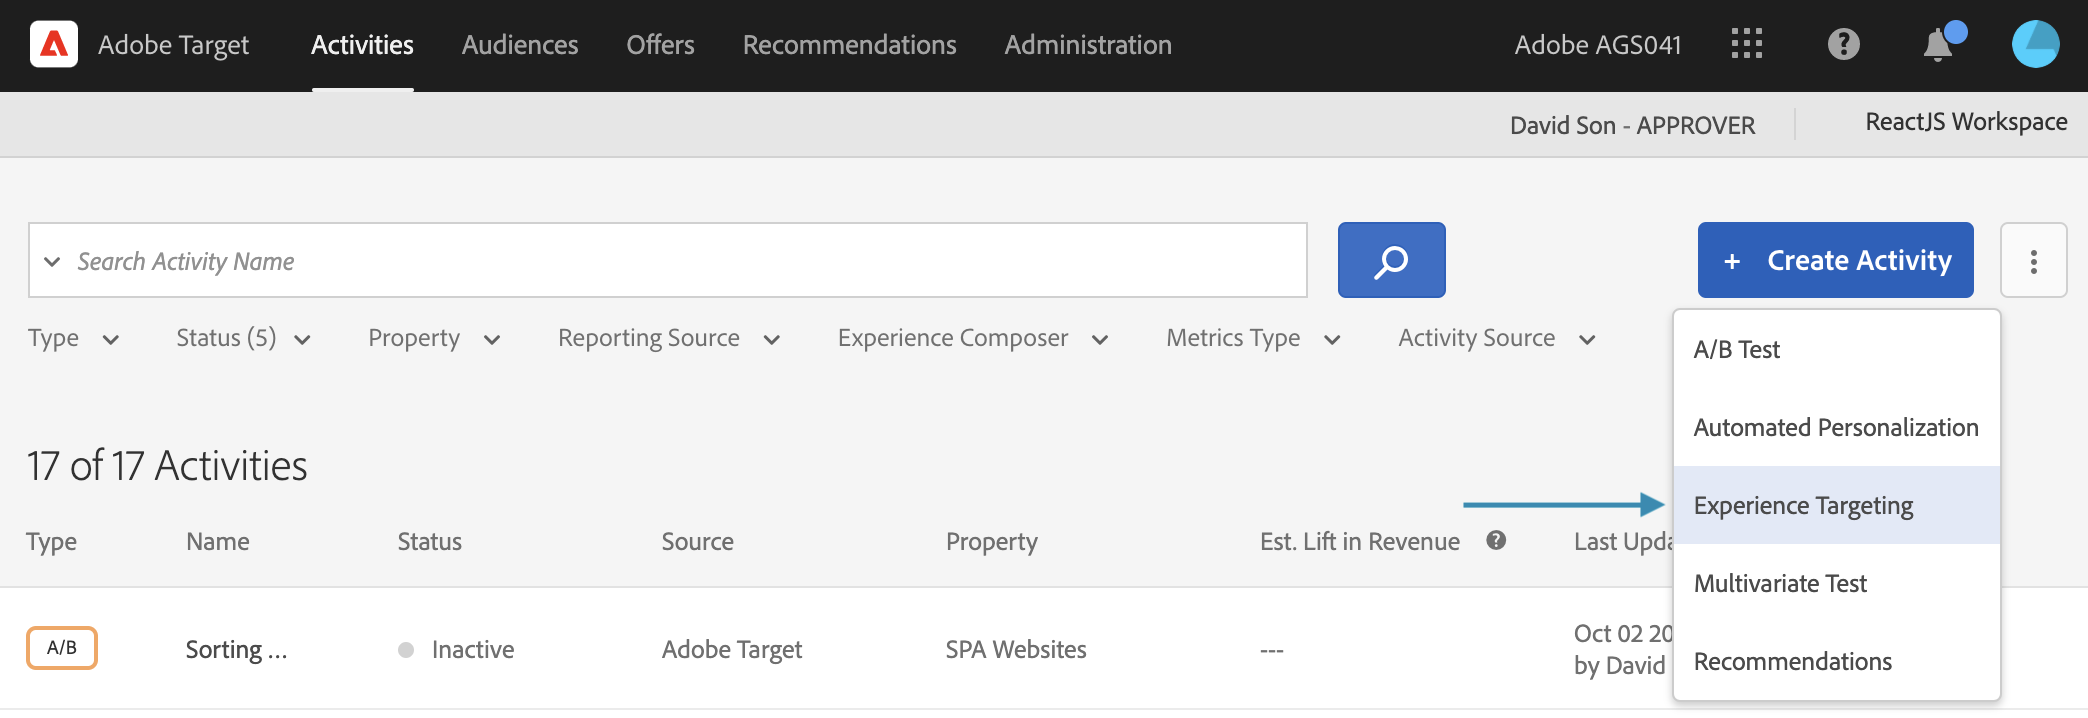 Adobe Target Activities Audiences Offers Recommendations Administration Adobe AGS041
David Son - APPROVER ReactJS Workspace
Search Activity Name
+ Create Activity
Type Status (5) Property Reporting Source Experience Composer Metrics Type Activity Source
A/B Test
Automated Personalization
Experience Targeting
Multivariate Test
Recommendations
17 of 17 Activities
Type Name Status Source Property Est. Lift in Revenue Last Upda
A/B Sorting ... Inactive Adobe Target SPA Websites --- Oct 02 20
by David